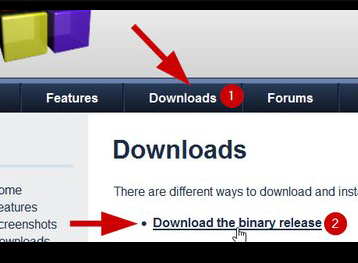 Features Downloads 1 Forums
Downloads
There are different ways to download and insta
ome
eatures
creenshots
ownloads
Download the binary release 2